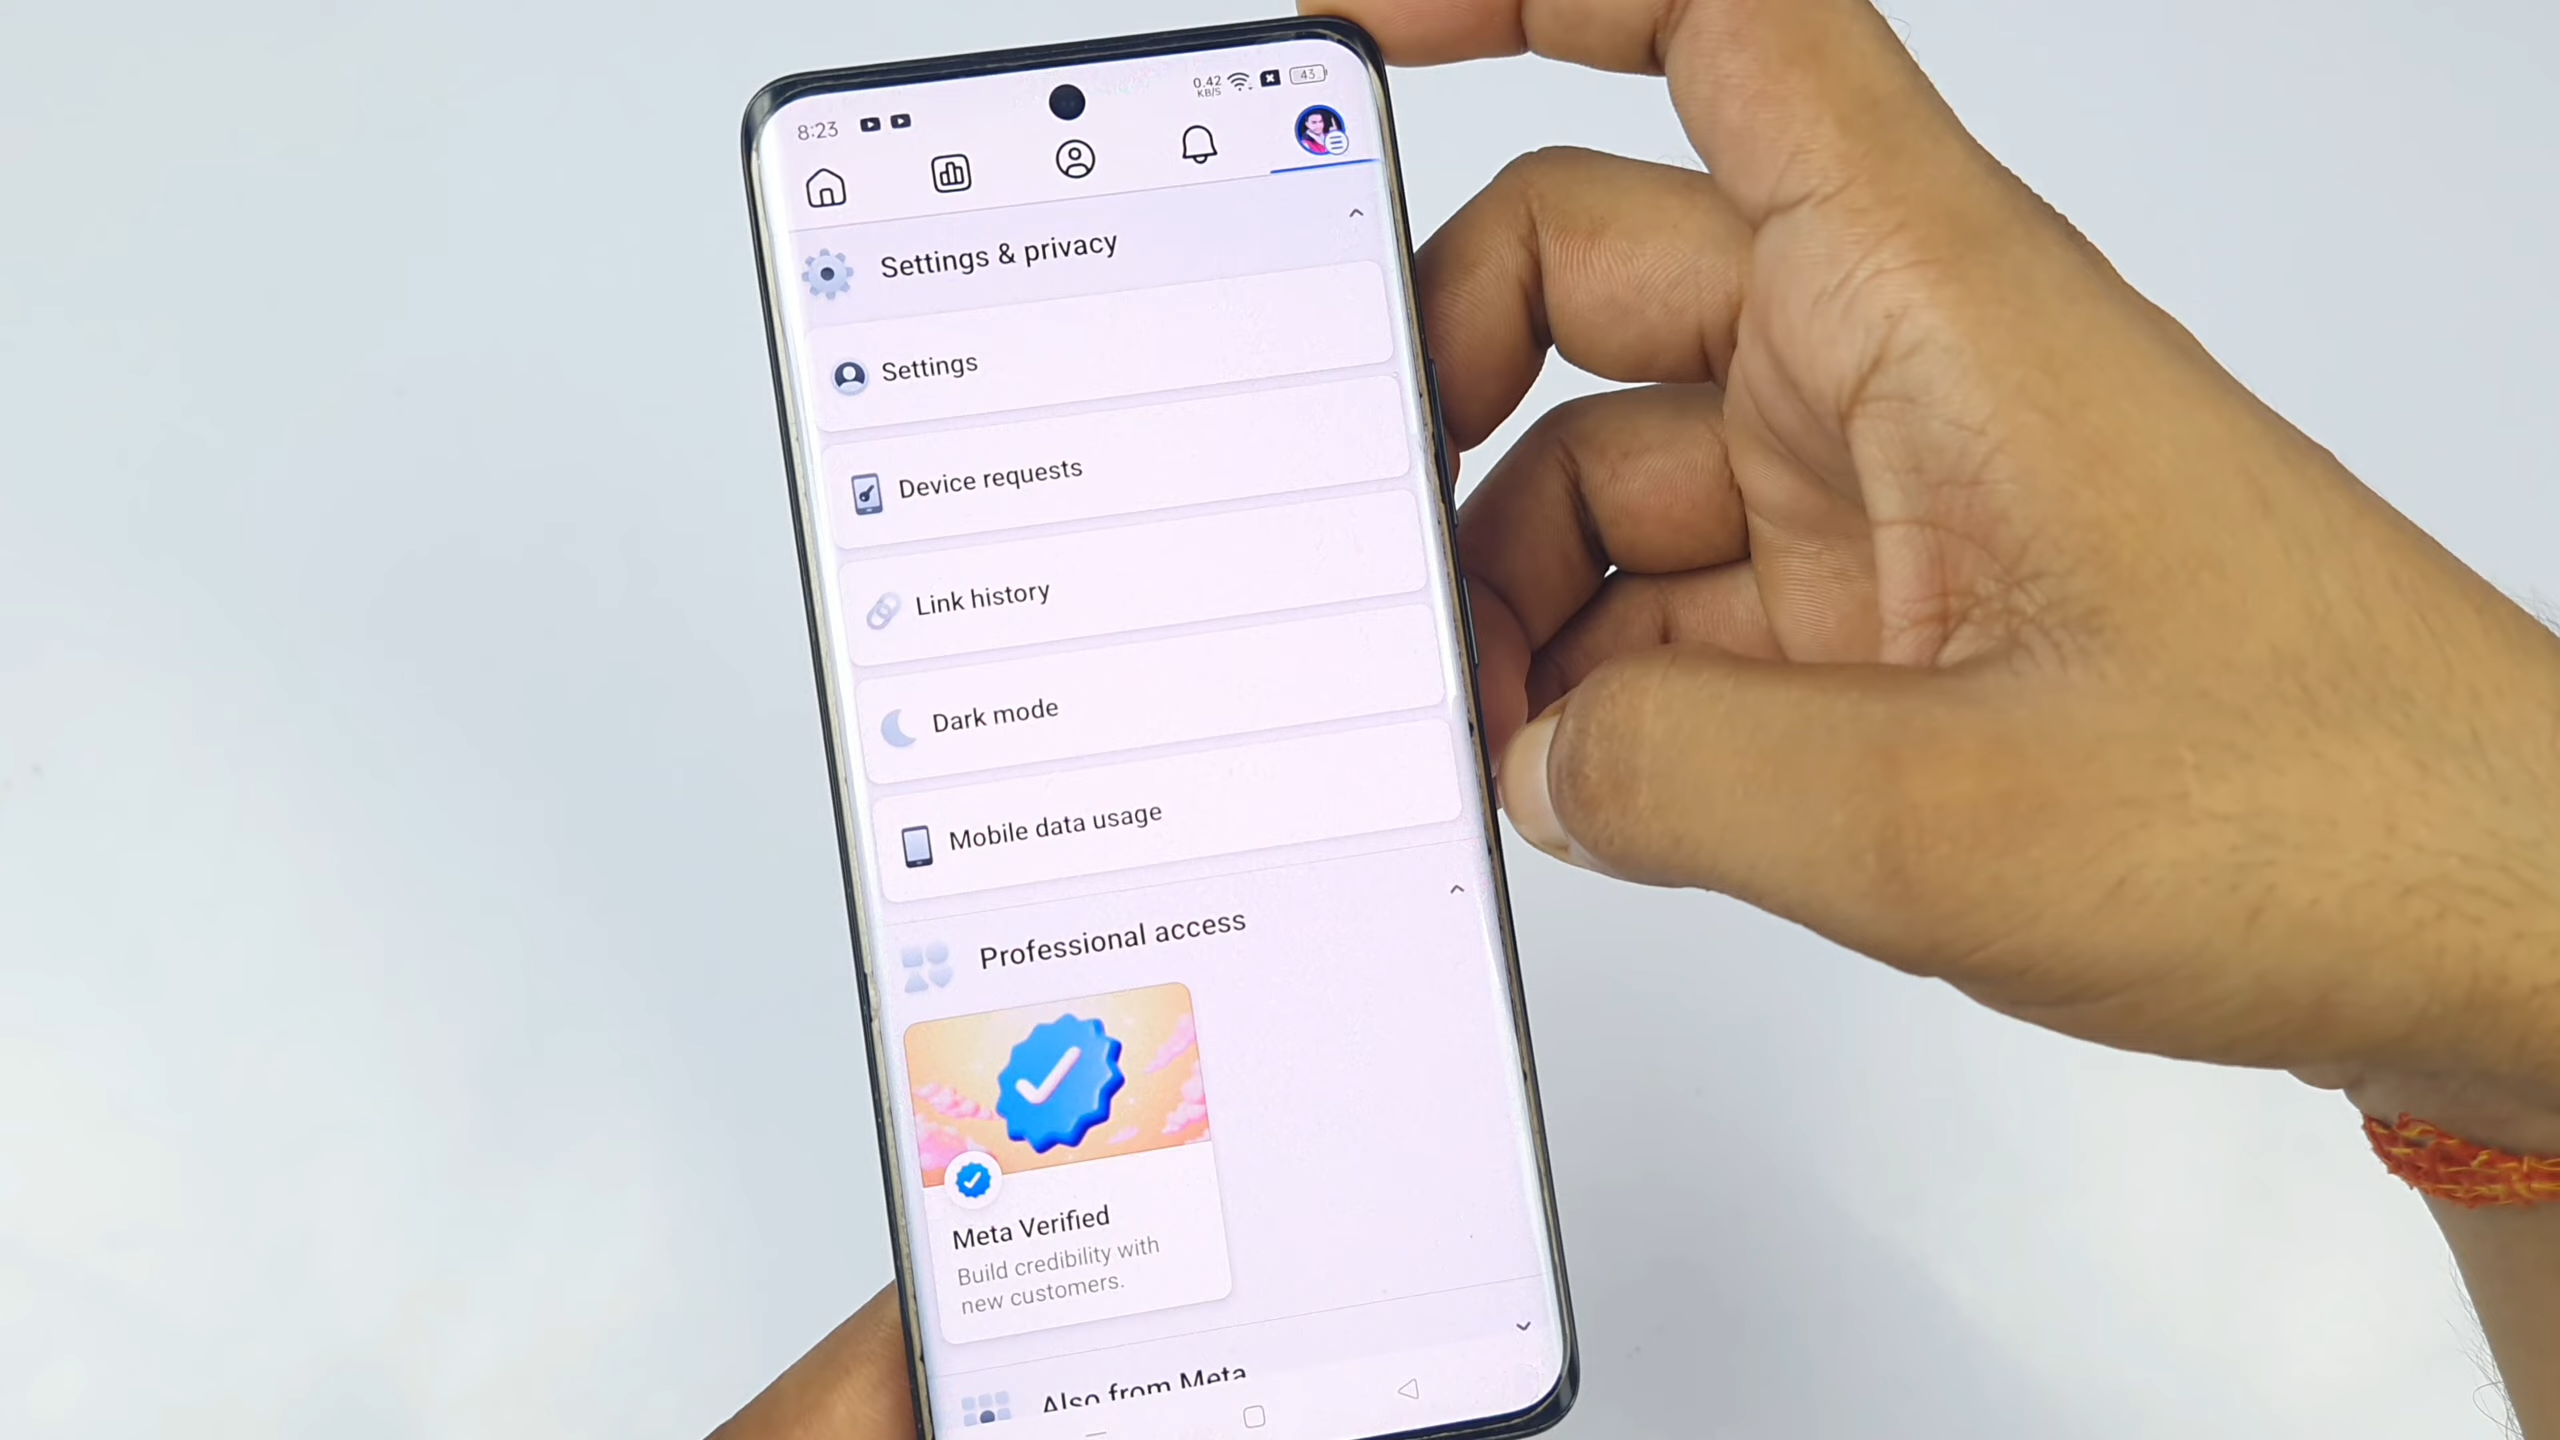 8:23
0.42
KB/S
43
Settings & privacy
Settings
Device requests
Link history
Dark mode
Mobile data usage
Professional access
Meta Verified
Build credibility with
new customers.
Also from Meta